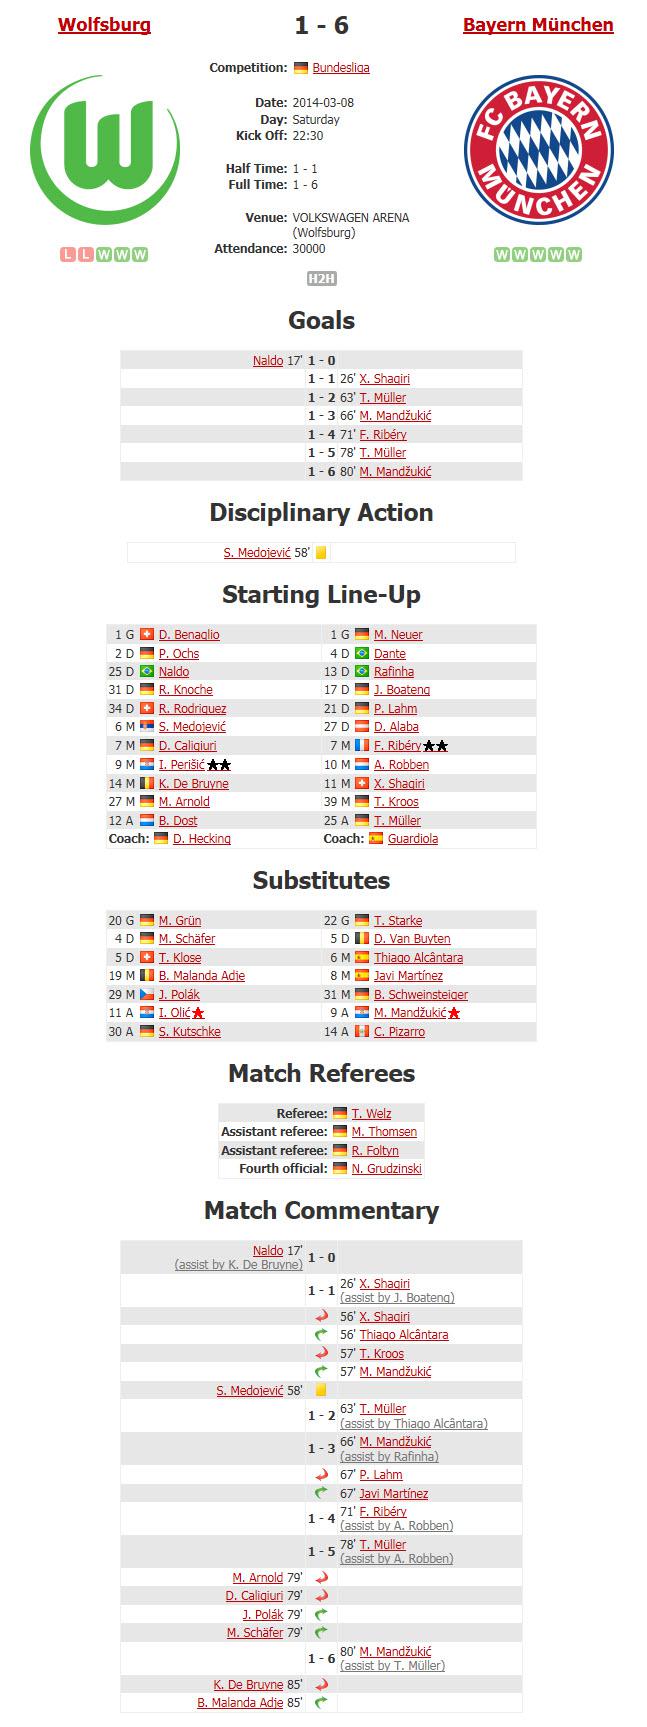 Wolfsburg 1 - 6 Bayern München
Competition: Bundesliga
Date: 2014-03-08
Day: Saturday
Kick Off: 22:30
Half Time: 1 - 1
Full Time: 1 - 6
Venue: VOLKSWAGEN ARENA
(Wolfsburg)
Attendance: 30000
W
FC BAYERN
MÜNCHEN
L L W W W
W W W W W
H2H
Goals
Naldo 17' 1 - 0
1 - 1 26' X. Shaqiri
1 - 2 63' T. Müller
1 - 3 66' M. Mandžukić
1 - 4 71' F. Ribéry
1 - 5 78' T. Müller
1 - 6 80' M. Mandžukić
Disciplinary Action
S. Medojević 58'
Starting Line-Up
1 G D. Benaglio 1 G M. Neuer
2 D P. Ochs 4 D Dante
25 D Naldo 13 D Rafinha
31 D R. Knoche 17 D J. Boateng
34 D R. Rodriguez 21 D P. Lahm
6 M S. Medojević 27 D D. Alaba
7 M D. Caligiuri 7 M F. Ribéry
9 M I. Perišić 10 M A. Robben
14 M K. De Bruyne 11 M X. Shaqiri
27 M M. Arnold 39 M T. Kroos
12 A B. Dost 25 A T. Müller
Coach: D. Hecking Coach: Guardiola
Substitutes
20 G M. Grün 22 G T. Starke
4 D M. Schäfer 5 D D. Van Buyten
5 D T. Klose 6 M Thiago Alcântara
19 M B. Malanda Adje 8 M Javi Martínez
29 M J. Polák 31 M B. Schweinsteiger
11 A I. Olić 9 A M. Mandžukić
30 A S. Kutschke 14 A C. Pizarro
Match Referees
Referee: T. Welz
Assistant referee: M. Thomsen
Assistant referee: R. Foltyn
Fourth official: N. Grudzinski
Match Commentary
Naldo 17' 1 - 0
(assist by K. De Bruyne)
1 - 1 26' X. Shaqiri
(assist by J. Boateng)
56' X. Shaqiri
56' Thiago Alcântara
57' T. Kroos
57' M. Mandžukić
S. Medojević 58'
1 - 2 63' T. Müller
(assist by Thiago Alcântara)
1 - 3 66' M. Mandžukić
(assist by Rafinha)
67' P. Lahm
67' Javi Martínez
1 - 4 71' F. Ribéry
(assist by A. Robben)
1 - 5 78' T. Müller
(assist by A. Robben)
M. Arnold 79'
D. Caligiuri 79'
J. Polák 79'
M. Schäfer 79'
1 - 6 80' M. Mandžukić
(assist by T. Müller)
K. De Bruyne 85'
B. Malanda Adje 85'